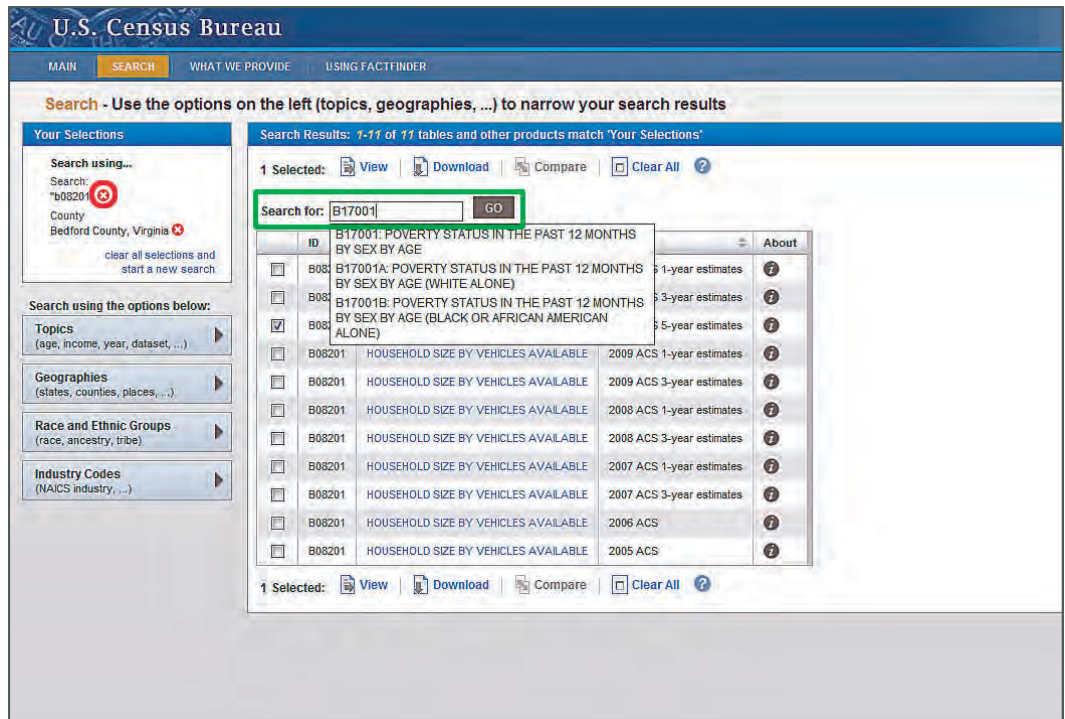 U.S. Census Bureau
MAIN SEARCH WHAT WE PROVIDE USING FACTFINDER
Search - Use the options on the left (topics, geographies, ...) to narrow your search results
Your Selections
Search using...
Search:
"b08201
County
Bedford County, Virginia
clear all selections and
start a new search
Search using the options below:
Topics
(age, income, year, dataset, ...)
Geographies
(states, counties, places, ...)
Race and Ethnic Groups
(race, ancestry, tribe)
Industry Codes
(NAICS industry, ...)
Search Results: 1-11 of 11 tables and other products match 'Your Selections'
1 Selected: View Download Compare Clear All ?
Search for: B17001 GO
B17001: POVERTY STATUS IN THE PAST 12 MONTHS
BY SEX BY AGE
B17001A: POVERTY STATUS IN THE PAST 12 MONTHS
BY SEX BY AGE (WHITE ALONE)
B17001B: POVERTY STATUS IN THE PAST 12 MONTHS
BY SEX BY AGE (BLACK OR AFRICAN AMERICAN
ALONE)
ID About
1-year estimates
3-year estimates
5-year estimates
B08201 HOUSEHOLD SIZE BY VEHICLES AVAILABLE 2009 ACS 1-year estimates
B08201 HOUSEHOLD SIZE BY VEHICLES AVAILABLE 2009 ACS 3-year estimates
B08201 HOUSEHOLD SIZE BY VEHICLES AVAILABLE 2008 ACS 1-year estimates
B08201 HOUSEHOLD SIZE BY VEHICLES AVAILABLE 2008 ACS 3-year estimates
B08201 HOUSEHOLD SIZE BY VEHICLES AVAILABLE 2007 ACS 1-year estimates
B08201 HOUSEHOLD SIZE BY VEHICLES AVAILABLE 2007 ACS 3-year estimates
B08201 HOUSEHOLD SIZE BY VEHICLES AVAILABLE 2006 ACS
B08201 HOUSEHOLD SIZE BY VEHICLES AVAILABLE 2005 ACS
1 Selected: View Download Compare Clear All ?